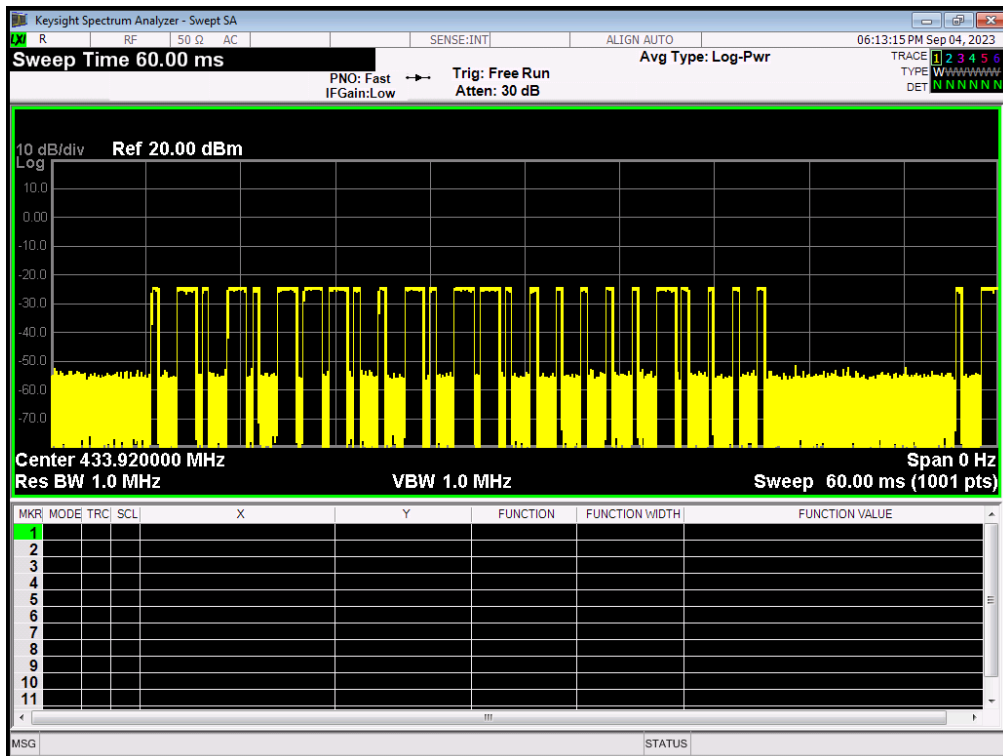 Keysight Spectrum Analyzer - Swept SA
LXI R RF 50 Ω AC SENSE:INT ALIGN AUTO 06:13:15 PM Sep 04, 2023
Sweep Time 60.00 ms
PNO: Fast
IFGain:Low
Trig: Free Run
Atten: 30 dB
Avg Type: Log-Pwr
TRACE 1 2 3 4 5 6
TYPE WWWWWW
DET N N N N N N
10 dB/div Ref 20.00 dBm
Log
10.0
0.00
-10.0
-20.0
-30.0
-40.0
-50.0
-60.0
-70.0
Center 433.920000 MHz Span 0 Hz
Res BW 1.0 MHz VBW 1.0 MHz Sweep 60.00 ms (1001 pts)
MKR MODE TRC SCL X Y FUNCTION FUNCTION WIDTH FUNCTION VALUE
1
2
3
4
5
6
7
8
9
10
11
MSG STATUS